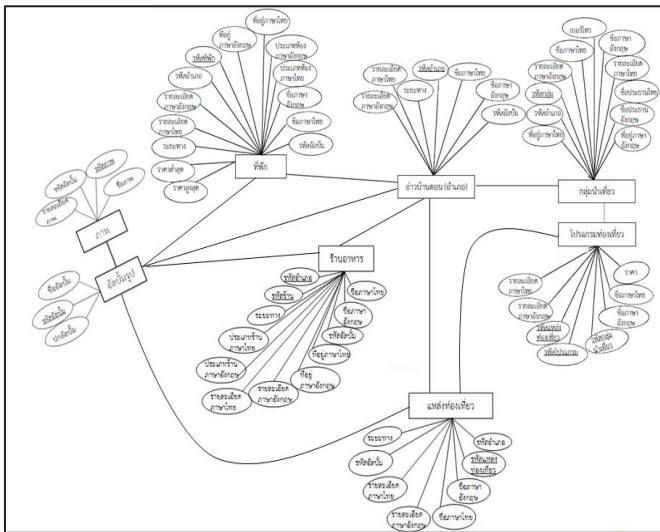 ที่อยู่ภาษาไทย
ที่อยู่
ภาษาอังกฤษ
รหัสที่พัก
รหัสอำเภอ
รายละเอียด
ภาษาอังกฤษ
รายละเอียด
ภาษาไทย
ระยะทาง
ราคาต่ำสุด
ราคาสูงสุด
ประเภทห้อง
ภาษาอังกฤษ
ประเภทห้อง
ภาษาไทย
ชื่อภาษา
อังกฤษ
ชื่อภาษาไทย
รหัสอัลบั้ม
ที่พัก
รายละเอียด
ภาษาไทย
รายละเอียด
ภาษาอังกฤษ
ระยะทาง
รหัสอำเภอ
ชื่อภาษาไทย
ชื่อภาษา
อังกฤษ
รหัสอัลบั้ม
อ่าวบ้านดอน (อำเภอ)
เบอร์โทร
ชื่อภาษาไทย
รายละเอียด
ภาษาอังกฤษ
รหัสกลุ่ม
รหัสอำเภอ
ที่อยู่ภาษาไทย
ชื่อภาษา
อังกฤษ
รายละเอียด
ภาษาไทย
ชื่อประธานไทย
ชื่อประธาน
อังกฤษ
ที่อยู่ภาษา
อังกฤษ
กลุ่มนำเที่ยว
รหัสภาพ
รหัสอัลบั้ม
ชื่อภาพ
รายละเอียด
ภาพ
ภาพ
อัลบั้มรูป
ชื่ออัลบั้ม
รหัสอัลบั้ม
ปกอัลบั้ม
ร้านอาหาร
รหัสอำเภอ
รหัสร้าน
ระยะทาง
ประเภทร้าน
ภาษาไทย
ประเภทร้าน
ภาษาอังกฤษ
รายละเอียด
ภาษาไทย
รายละเอียด
ภาษาอังกฤษ
ที่อยู่
ภาษาอังกฤษ
ที่อยู่ภาษาไทย
รหัสอัลบั้ม
ชื่อภาษา
อังกฤษ
ชื่อภาษาไทย
โปรแกรมท่องเที่ยว
รายละเอียด
ภาษาไทย
รายละเอียด
ภาษาอังกฤษ
รหัสแหล่ง
ท่องเที่ยว
รหัสโปรแกรม
รหัสกลุ่ม
นำเที่ยว
ชื่อภาษา
อังกฤษ
ชื่อภาษาไทย
ราคา
แหล่งท่องเที่ยว
ระยะทาง
รหัสอัลบั้ม
รายละเอียด
ภาษาไทย
รายละเอียด
ภาษาอังกฤษ
ชื่อภาษาไทย
ชื่อภาษา
อังกฤษ
รหัสแหล่ง
ท่องเที่ยว
รหัสอำเภอ